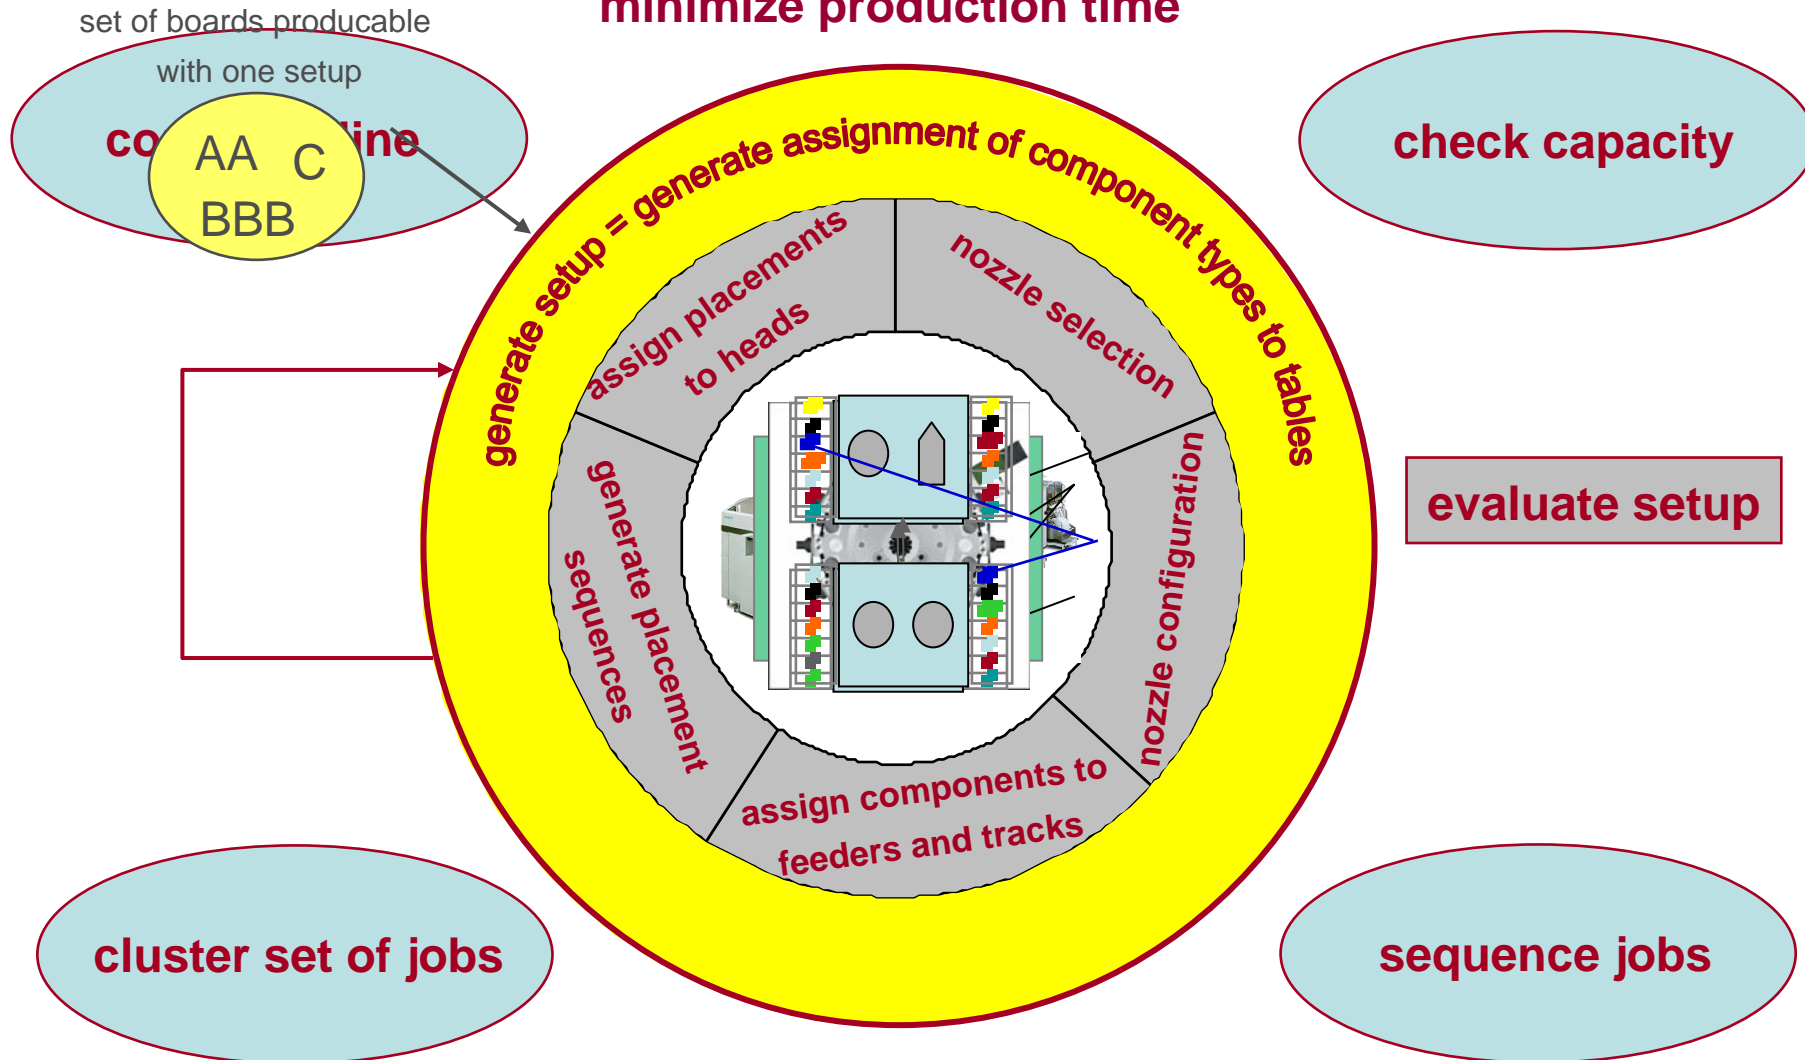 minimize production time
set of boards producable
with one setup
line
AA C
BBB
check capacity
generate setup = generate assignment of component types to tables
assign placements
to heads
nozzle selection
nozzle configuration
assign components to
feeders and tracks
generate placement
sequences
evaluate setup
cluster set of jobs
sequence jobs